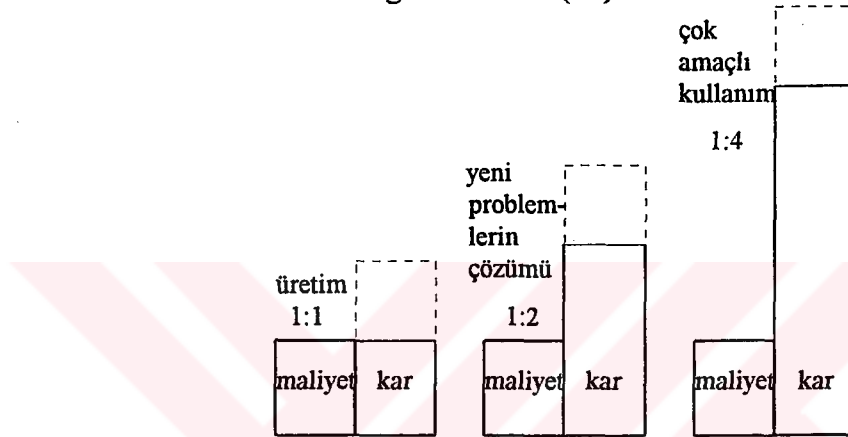 üretim
1:1
maliyet kar
yeni
problem-
lerin
çözümü
1:2
maliyet kar
çok
amaçlı
kullanım
1:4
maliyet kar